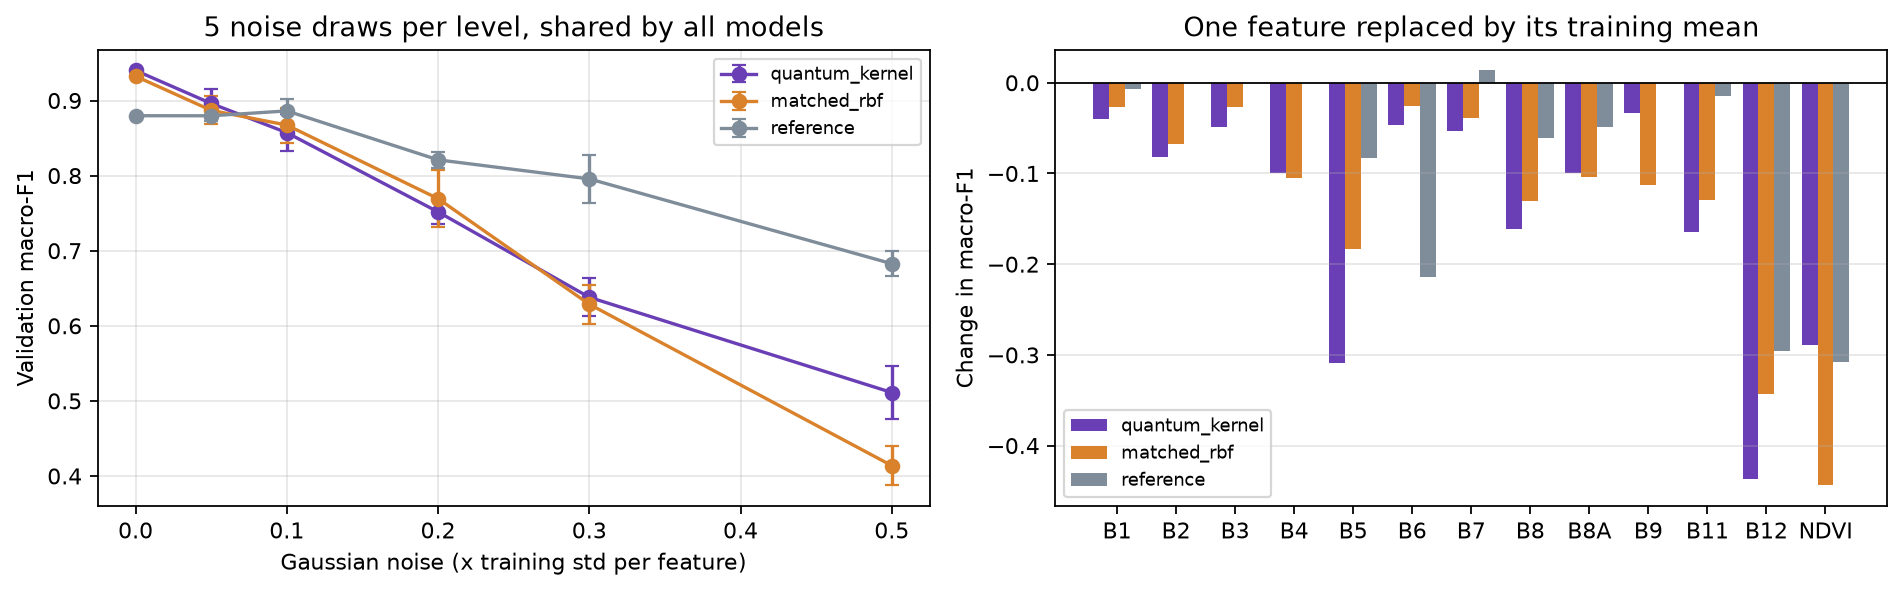 5 noise draws per level, shared by all models
Validation macro-F1
0.9
0.8
0.7
0.6
0.5
0.4
quantum_kernel
matched_rbf
reference
0.0
0.1
0.2
0.3
0.4
0.5
Gaussian noise (x training std per feature)
One feature replaced by its training mean
Change in macro-F1
0.0
−0.1
−0.2
−0.3
−0.4
quantum_kernel
matched_rbf
reference
B1
B2
B3
B4
B5
B6
B7
B8
B8A
B9
B11
B12
NDVI